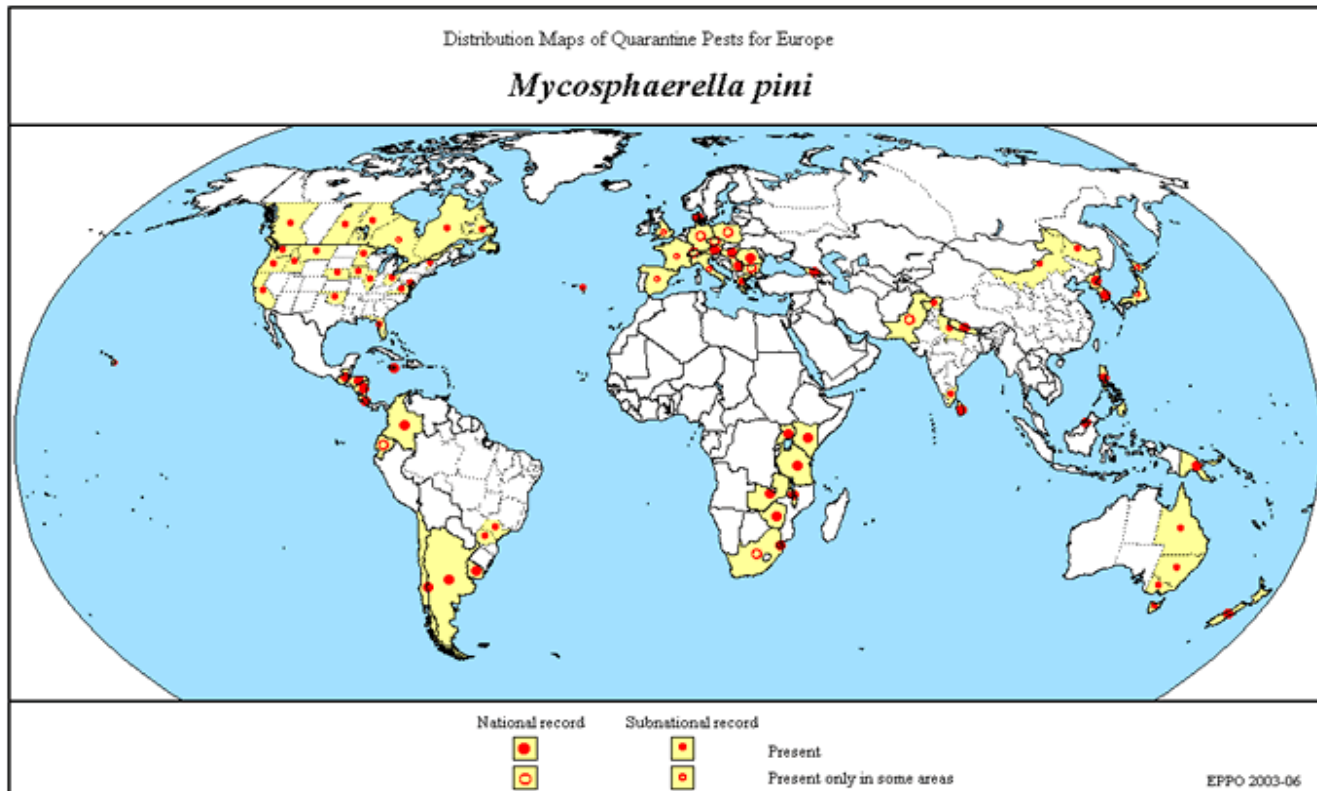 Distribution Maps of Quarantine Pests for Europe
Mycosphaerella pini
National record Subnational record
Present
Present only in some areas
EPPO 2003-06